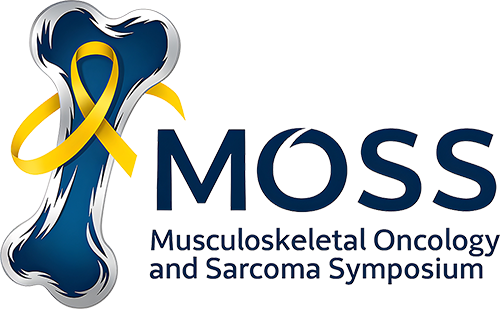 MOSS
Musculoskeletal Oncology
and Sarcoma Symposium